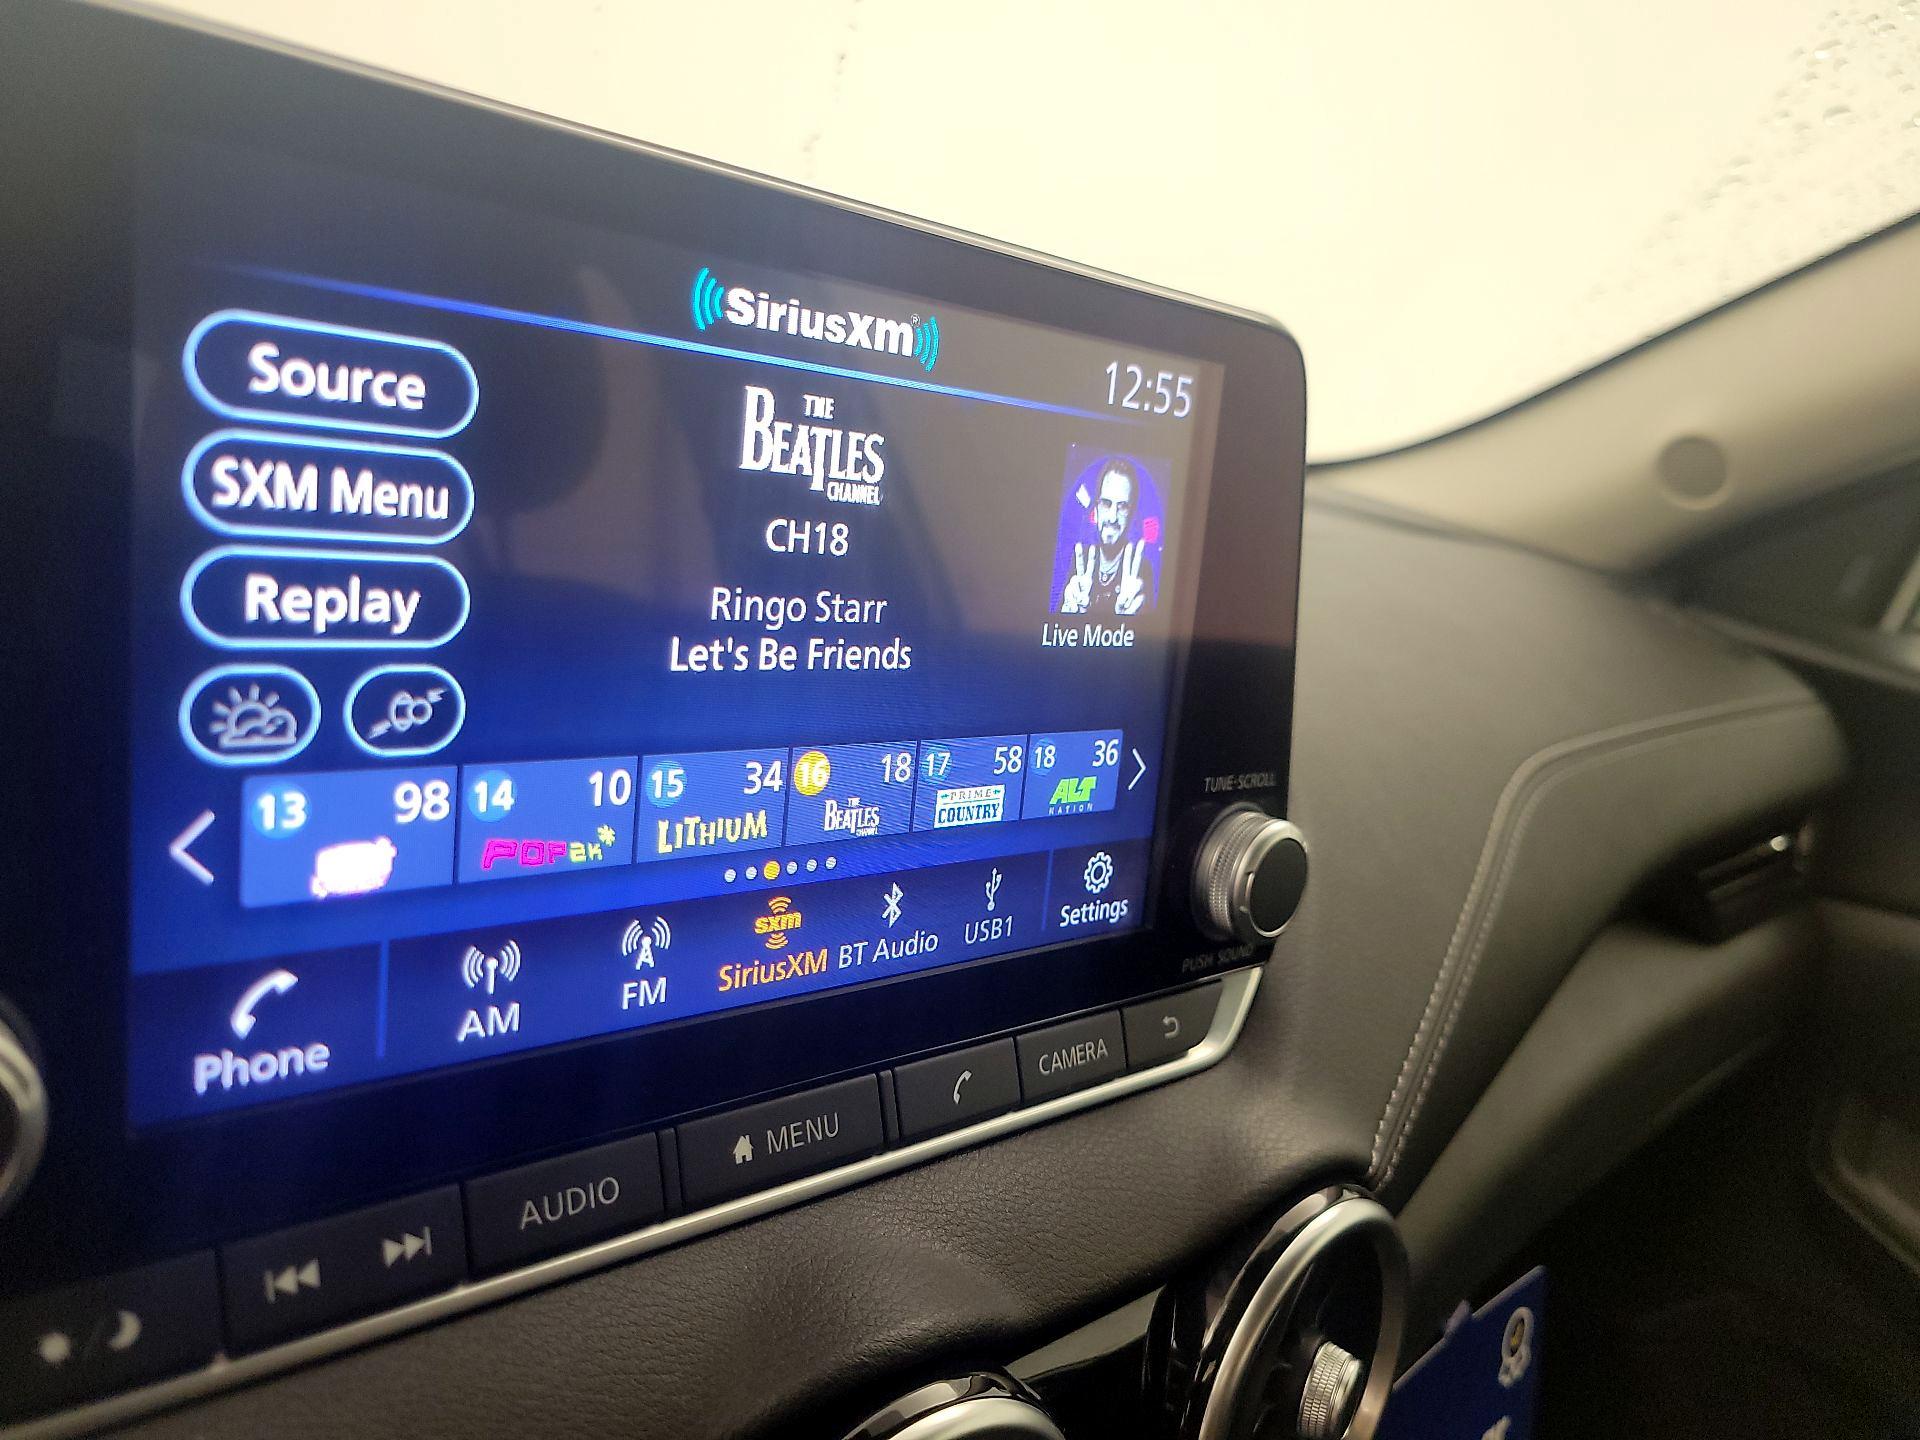 SiriusXm®
12:55
Source
SXM Menu
Replay
THE
BEATLES
CHANNEL
CH18
Ringo Starr
Let's Be Friends
Live Mode
13 98
14 10
POP2K*
15 34
LITHIUM
16 18
THE
BEATLES
CHANNEL
17 58
PRIME
COUNTRY
18 36
ALT
NATION
Phone
AM
FM
sxm
SiriusXM
BT Audio
USB1
Settings
TUNE·SCROLL
PUSH SOUND
AUDIO
MENU
CAMERA